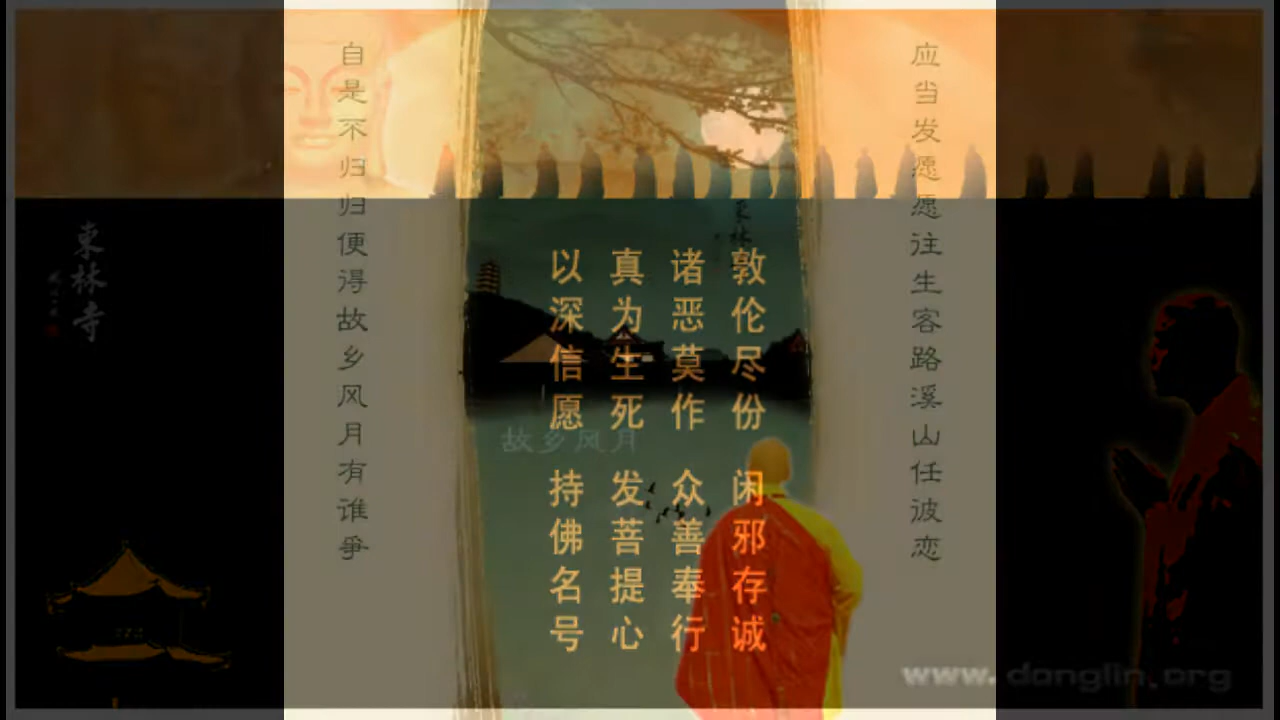 应当发愿愿往生客路溪山任彼恋
敦伦尽份 闲邪存诚
诸恶莫作 众善奉行
真为生死 发菩提心
以深信愿 持佛名号
自是不归归便得故乡风月有谁爭
故乡风月
東林
東林寺
www.donglin.org